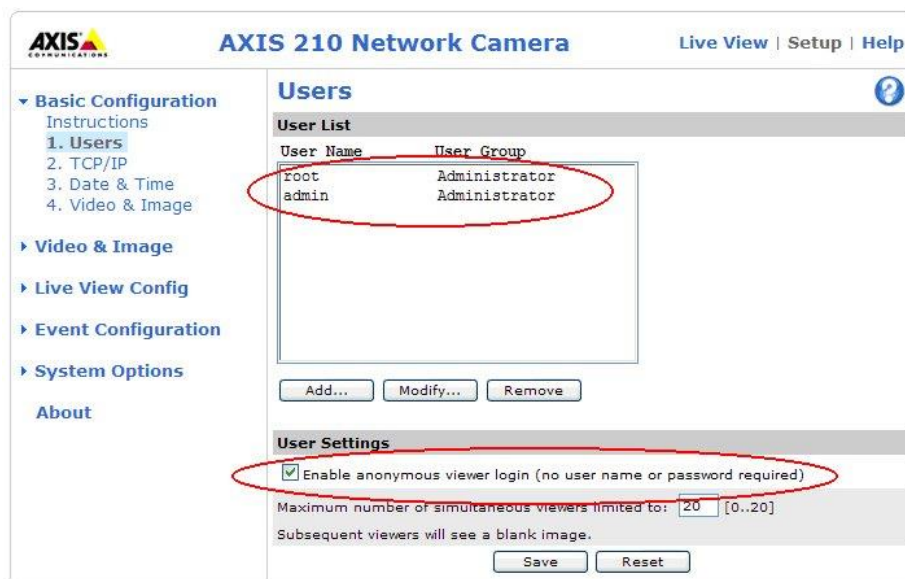 AXIS
COMMUNICATIONS
AXIS 210 Network Camera
Live View | Setup | Help
Basic Configuration
Instructions
1. Users
2. TCP/IP
3. Date & Time
4. Video & Image
Video & Image
Live View Config
Event Configuration
System Options
About
Users
?
User List
User Name User Group
root Administrator
admin Administrator
Add... Modify... Remove
User Settings
Enable anonymous viewer login (no user name or password required)
Maximum number of simultaneous viewers limited to: 20 [0..20]
Subsequent viewers will see a blank image.
Save Reset